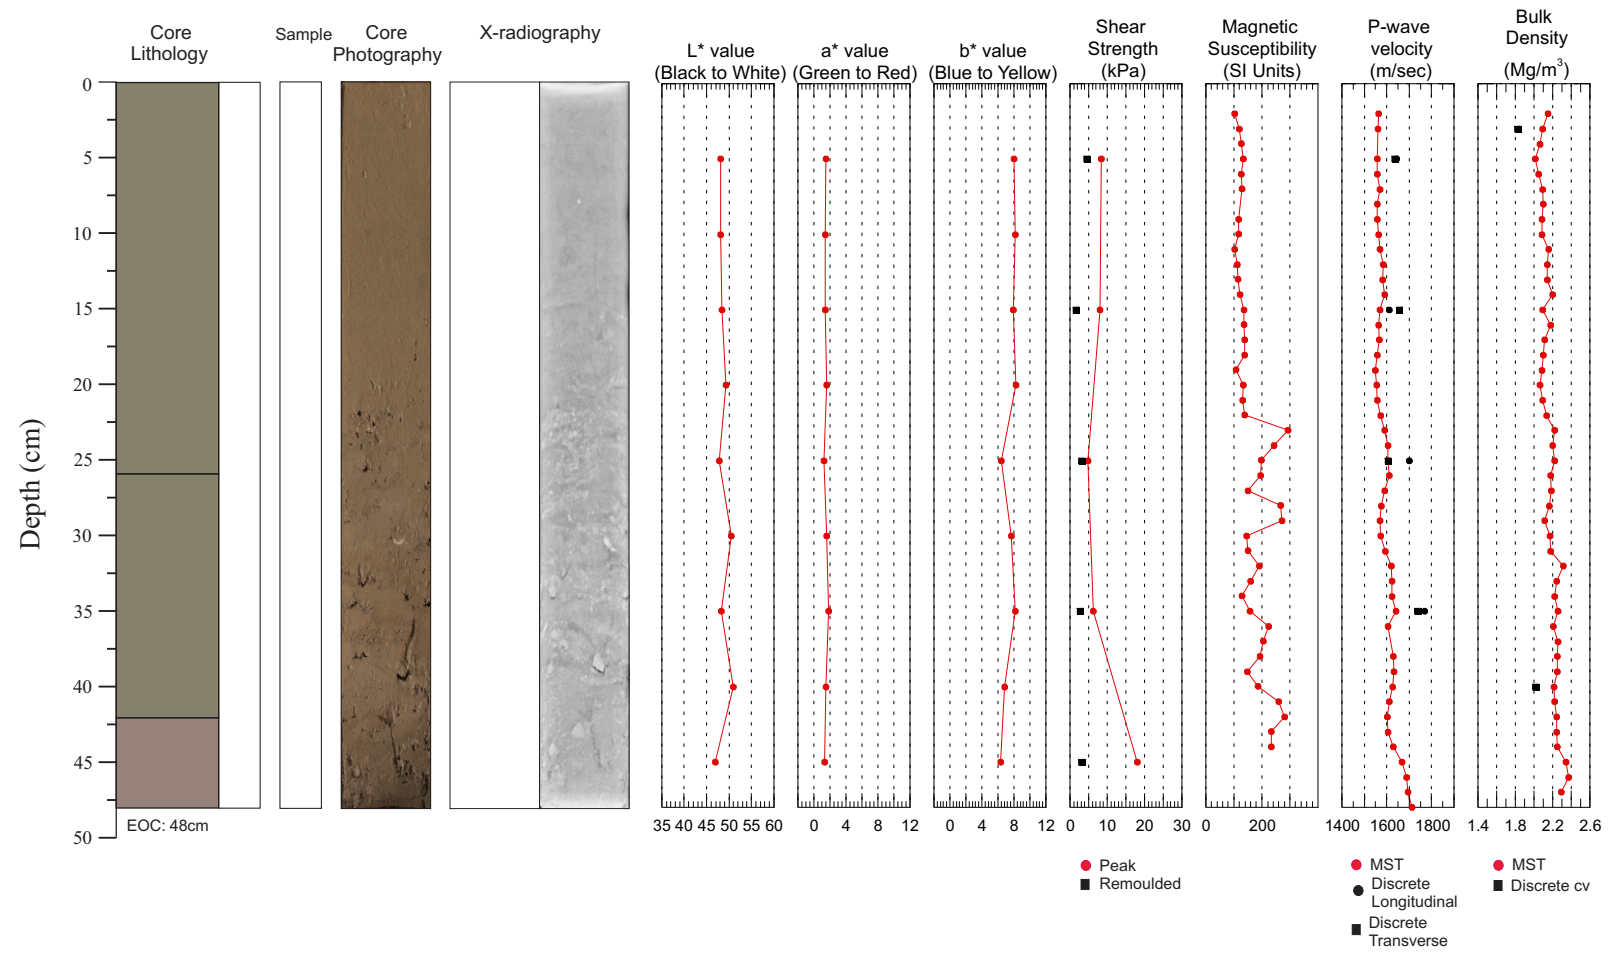 Core
Lithology
Sample
Core
Photography
X-radiography
L* value
(Black to White)
a* value
(Green to Red)
b* value
(Blue to Yellow)
Shear
Strength
(kPa)
Magnetic
Susceptibility
(SI Units)
P-wave
velocity
(m/sec)
Bulk
Density
(Mg/m³)
Depth (cm)
0
5
10
15
20
25
30
35
40
45
50
EOC: 48cm
35 40 45 50 55 60
0 4 8 12
0 4 8 12
0 10 20 30
0 200
1400 1600 1800
1.4 1.8 2.2 2.6
Peak
Remoulded
MST
Discrete
Longitudinal
Discrete
Transverse
MST
Discrete cv